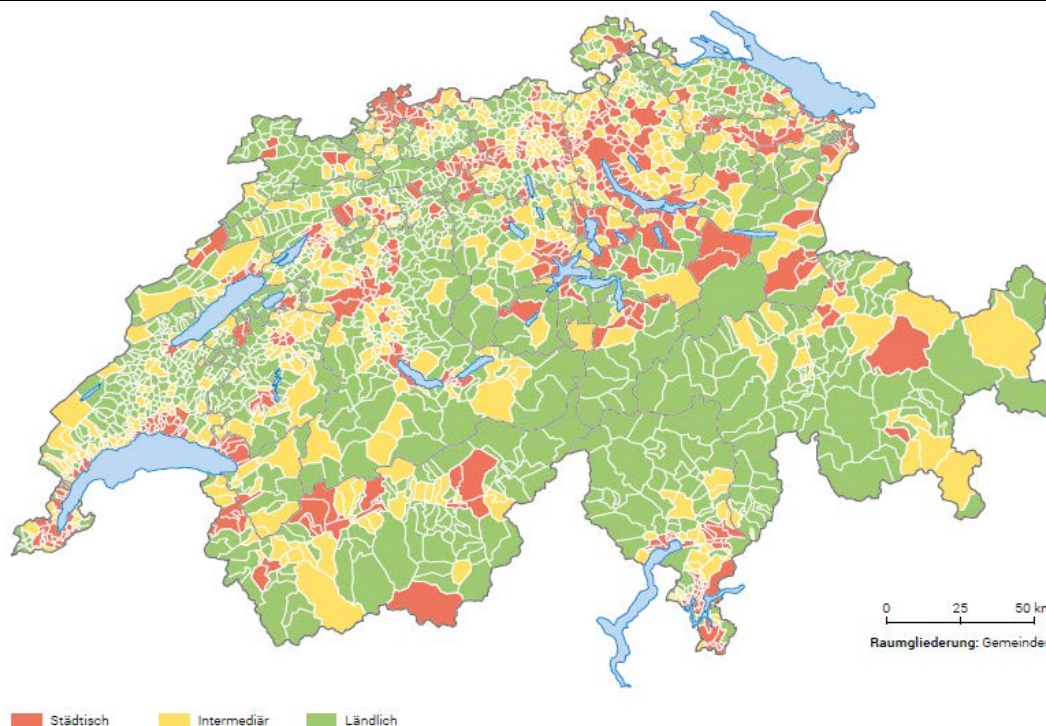 0 25 50 km
Raumgliederung: Gemeinden
Städtisch Intermediär Ländlich